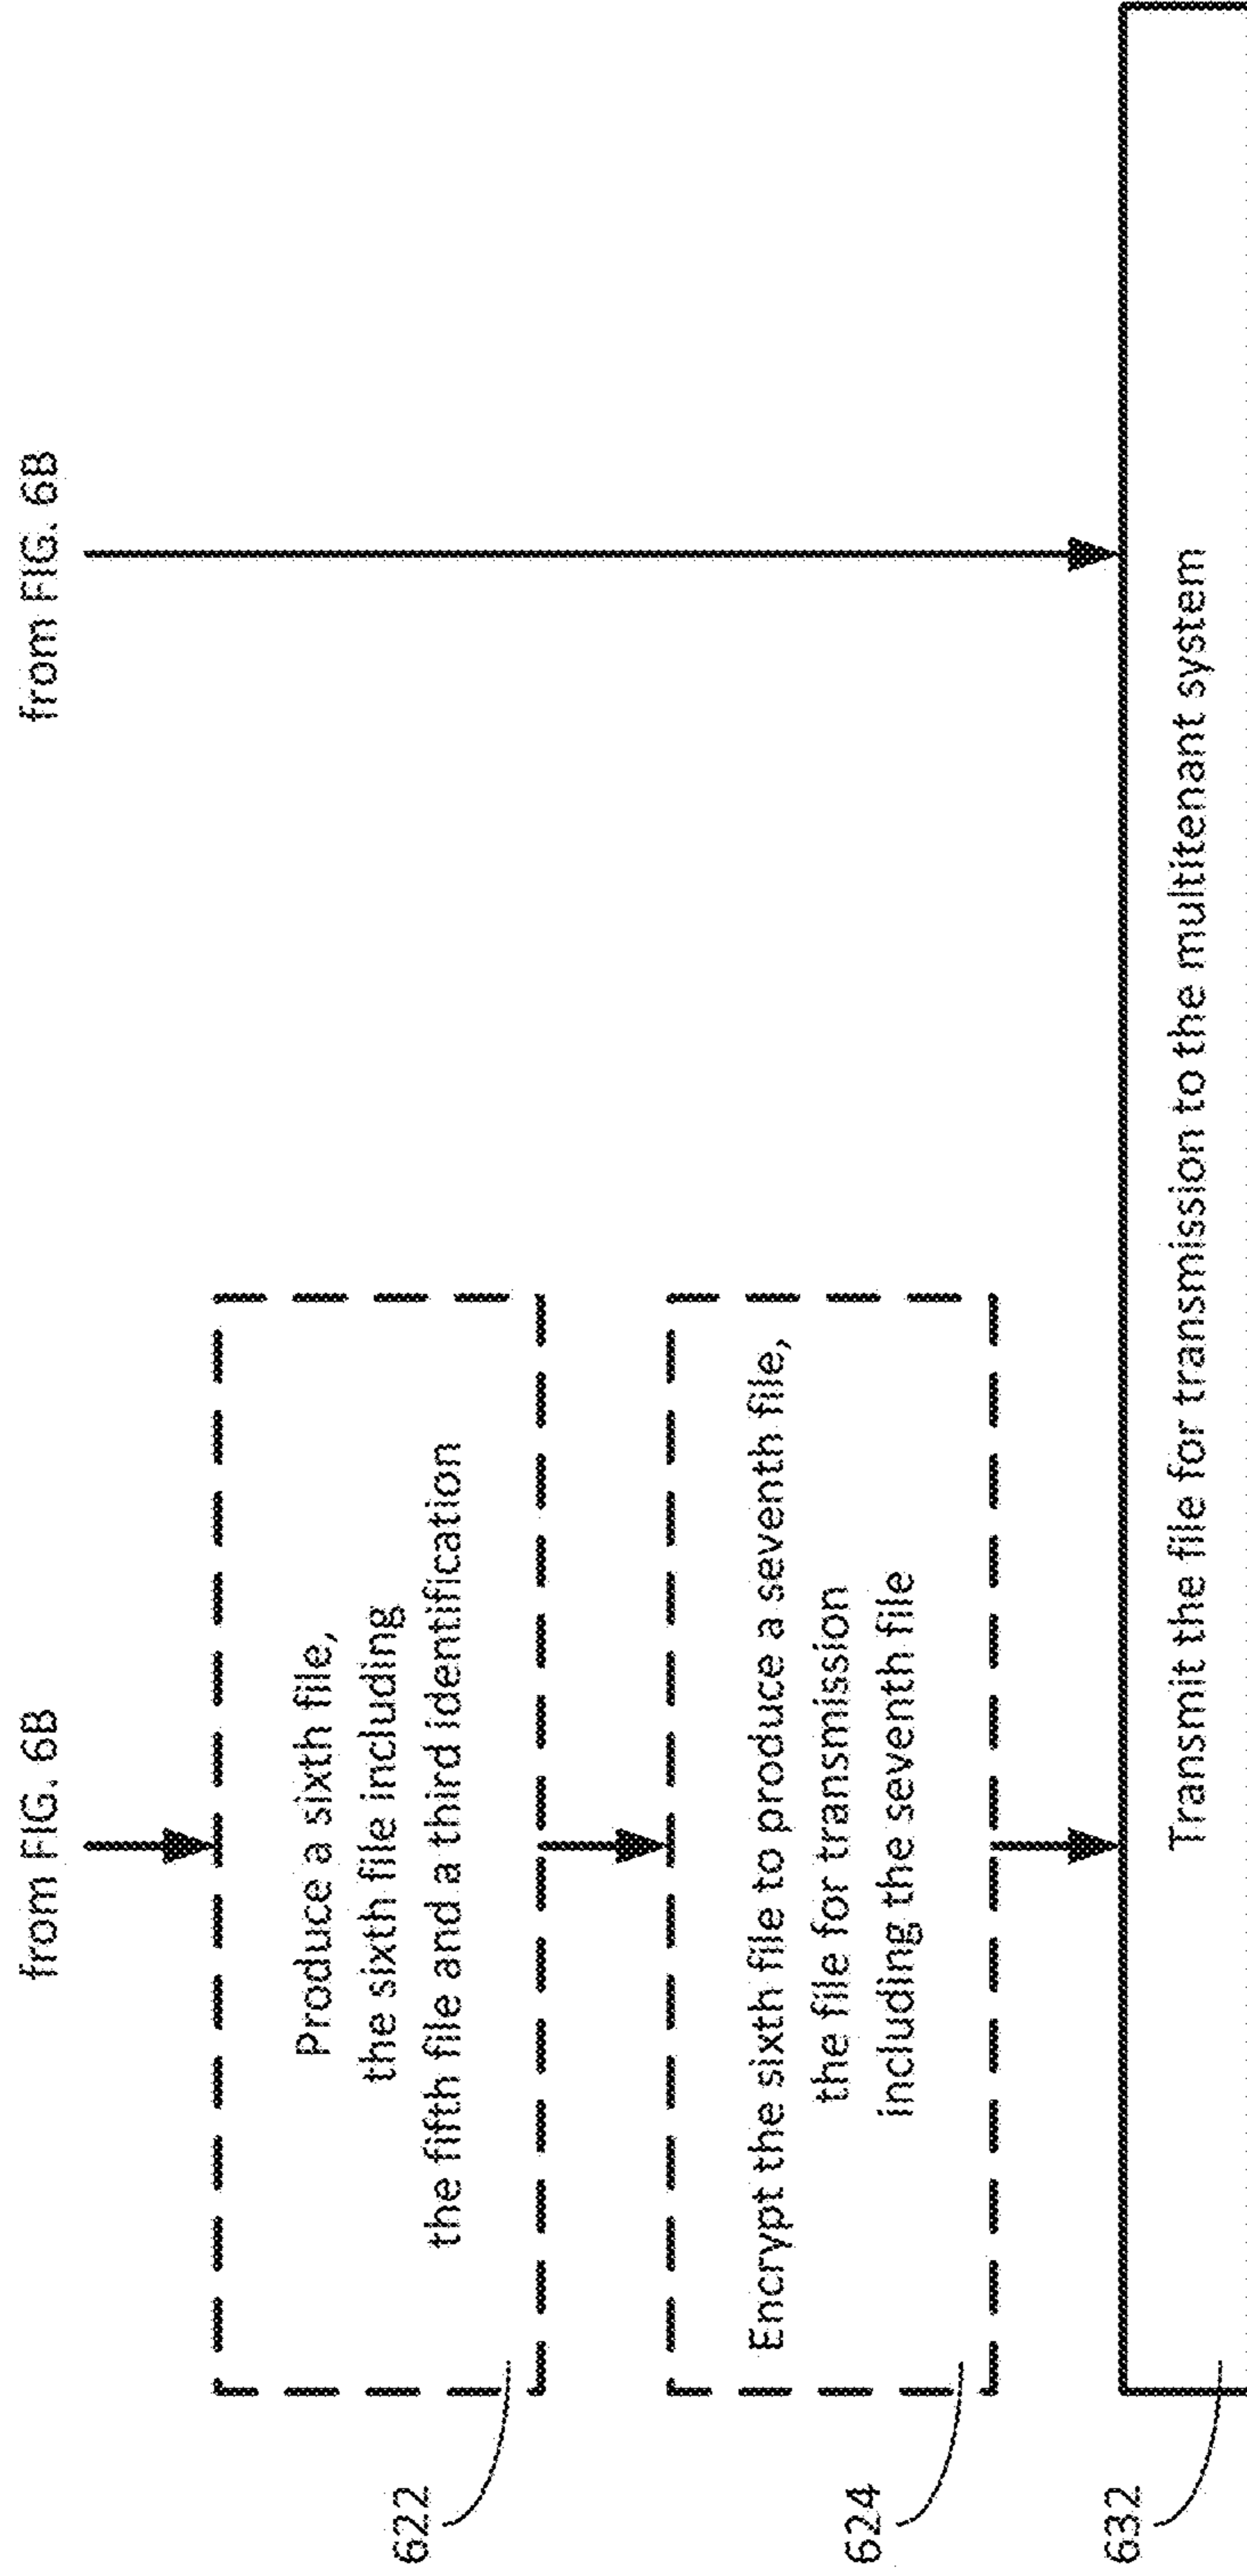 from FIG. 6B
from FIG. 6B
Produce a sixth file,
the sixth file including
the fifth file and a third identification
622
Encrypt the sixth file to produce a seventh file,
the file for transmission
including the seventh file
624
Transmit the file for transmission to the multitenant system
632